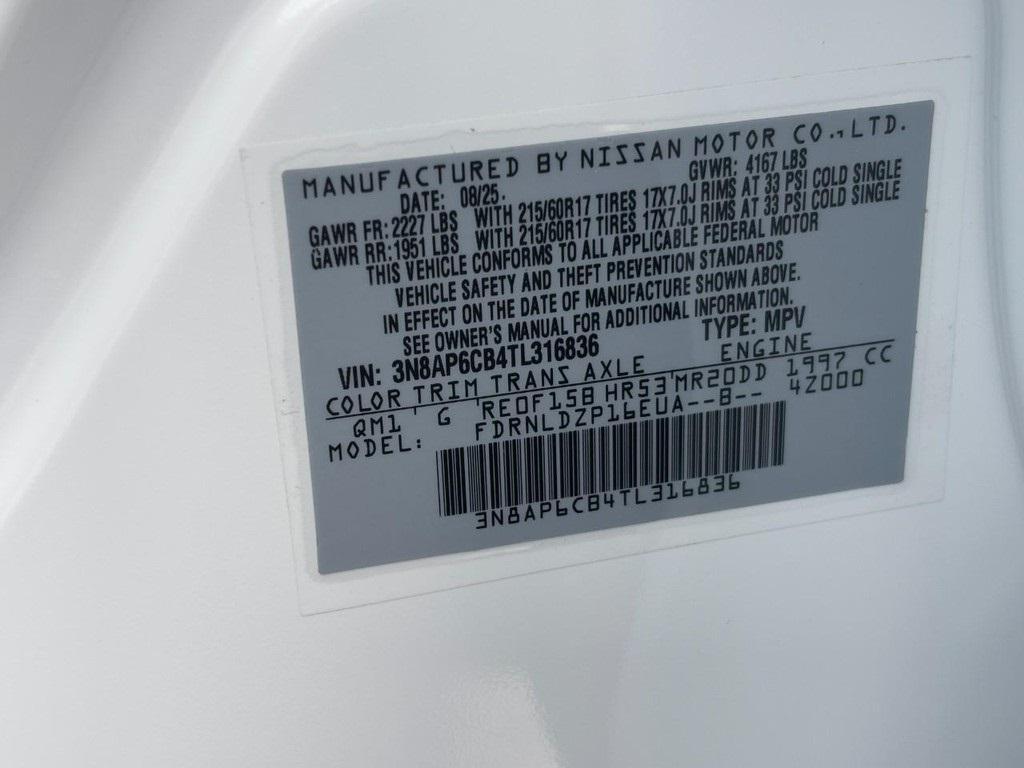 MANUFACTURED BY NISSAN MOTOR CO., LTD.
DATE: 08/25. GVWR: 4167 LBS
GAWR FR: 2227 LBS WITH 215/60R17 TIRES 17X7.0J RIMS AT 33 PSI COLD SINGLE
GAWR RR: 1951 LBS WITH 215/60R17 TIRES 17X7.0J RIMS AT 33 PSI COLD SINGLE
THIS VEHICLE CONFORMS TO ALL APPLICABLE FEDERAL MOTOR
VEHICLE SAFETY AND THEFT PREVENTION STANDARDS
IN EFFECT ON THE DATE OF MANUFACTURE SHOWN ABOVE.
SEE OWNER'S MANUAL FOR ADDITIONAL INFORMATION.
VIN: 3N8AP6CB4TL316836 TYPE: MPV
COLOR TRIM TRANS AXLE ENGINE
QM1 ' G ' RE0F15B HR53 ' MR20DD 1997 CC
MODEL: FDRNLDZP16EUA--B-- 4Z000
3N8AP6CB4TL316836